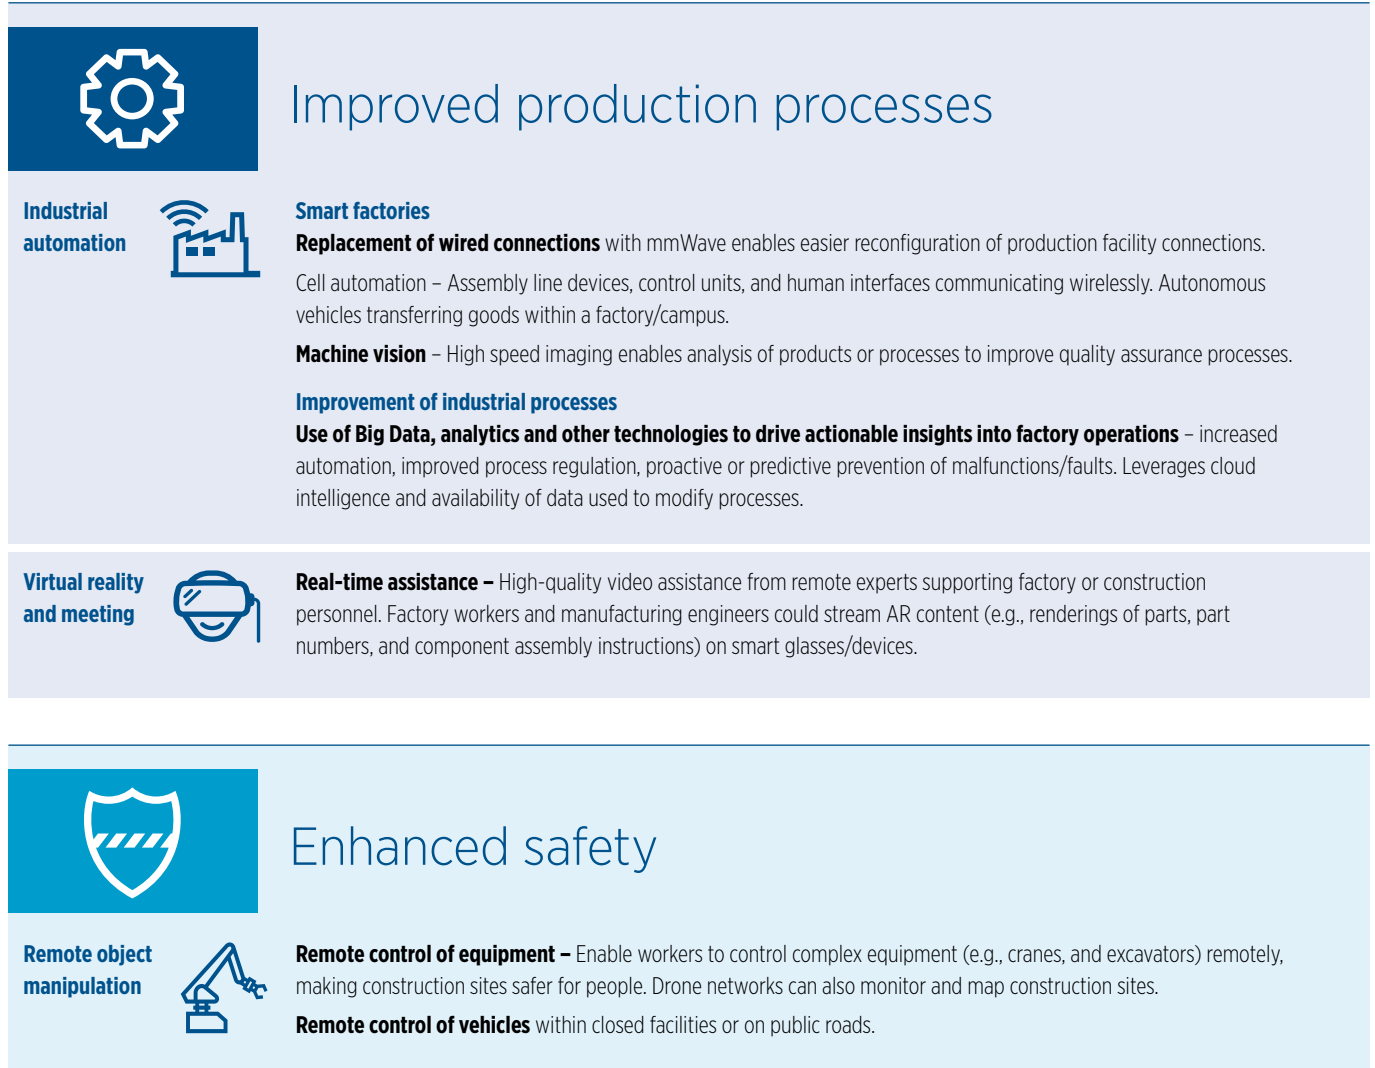 Improved production processes
Industrial
automation
Smart factories
Replacement of wired connections with mmWave enables easier reconfiguration of production facility connections.
Cell automation – Assembly line devices, control units, and human interfaces communicating wirelessly. Autonomous
vehicles transferring goods within a factory/campus.
Machine vision – High speed imaging enables analysis of products or processes to improve quality assurance processes.
Improvement of industrial processes
Use of Big Data, analytics and other technologies to drive actionable insights into factory operations – increased
automation, improved process regulation, proactive or predictive prevention of malfunctions/faults. Leverages cloud
intelligence and availability of data used to modify processes.
Virtual reality
and meeting
Real-time assistance – High-quality video assistance from remote experts supporting factory or construction
personnel. Factory workers and manufacturing engineers could stream AR content (e.g., renderings of parts, part
numbers, and component assembly instructions) on smart glasses/devices.
Enhanced safety
Remote object
manipulation
Remote control of equipment – Enable workers to control complex equipment (e.g., cranes, and excavators) remotely,
making construction sites safer for people. Drone networks can also monitor and map construction sites.
Remote control of vehicles within closed facilities or on public roads.